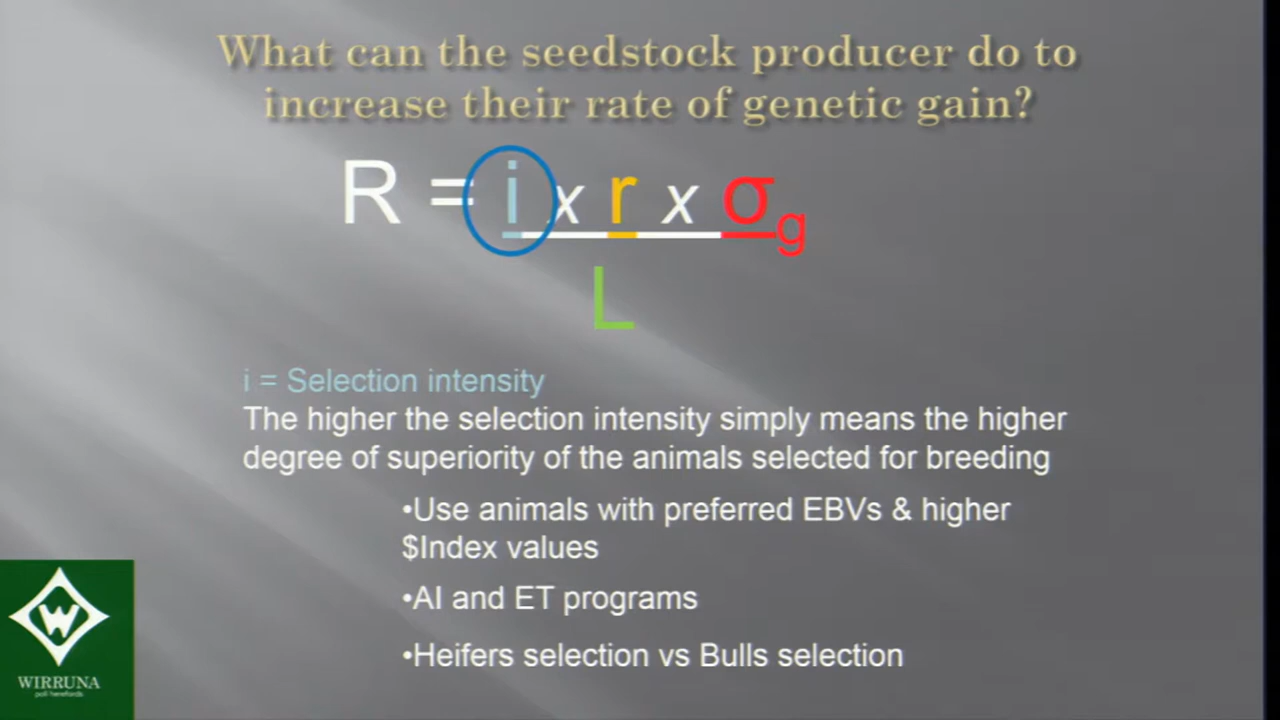 What can the seedstock producer do to
increase their rate of genetic gain?
R = i x r x σg
L
i = Selection intensity
The higher the selection intensity simply means the higher
degree of superiority of the animals selected for breeding
•Use animals with preferred EBVs & higher
$Index values
•AI and ET programs
•Heifers selection vs Bulls selection
W
WIRRUNA
poll herefords